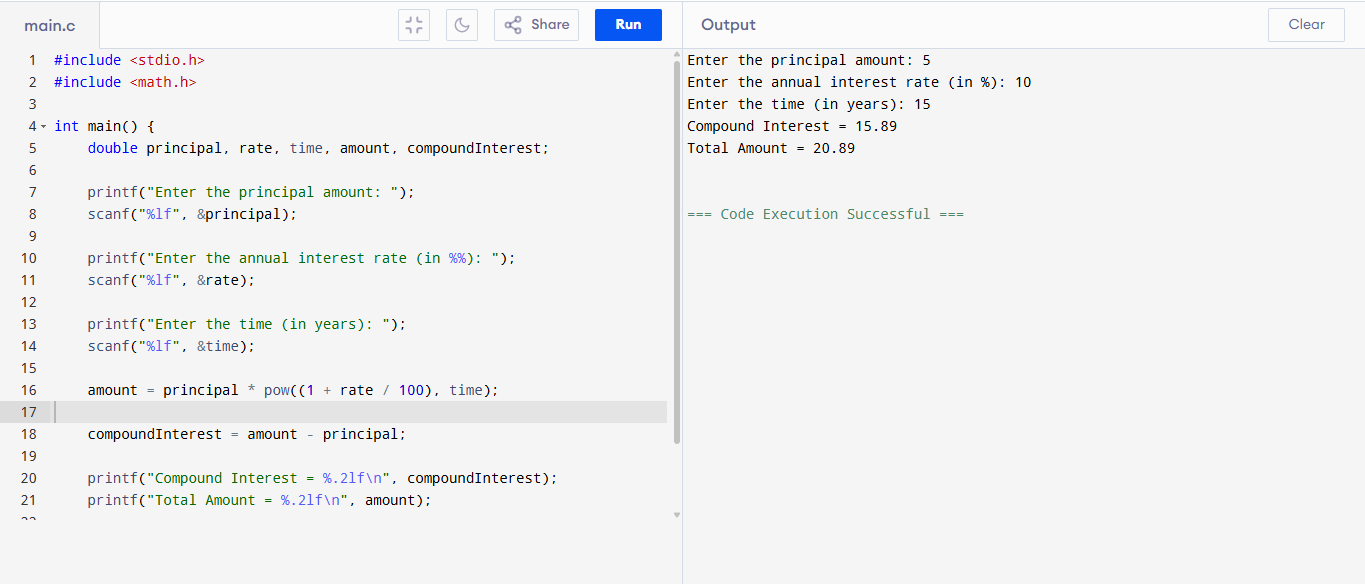 main.c
Share
Run
Output
Clear
1 #include <stdio.h>
2 #include <math.h>
3
4 int main() {
5     double principal, rate, time, amount, compoundInterest;
6
7     printf("Enter the principal amount: ");
8     scanf("%lf", &principal);
9
10     printf("Enter the annual interest rate (in %%): ");
11     scanf("%lf", &rate);
12
13     printf("Enter the time (in years): ");
14     scanf("%lf", &time);
15
16     amount = principal * pow((1 + rate / 100), time);
17
18     compoundInterest = amount - principal;
19
20     printf("Compound Interest = %.2lf\n", compoundInterest);
21     printf("Total Amount = %.2lf\n", amount);
Enter the principal amount: 5
Enter the annual interest rate (in %): 10
Enter the time (in years): 15
Compound Interest = 15.89
Total Amount = 20.89
=== Code Execution Successful ===